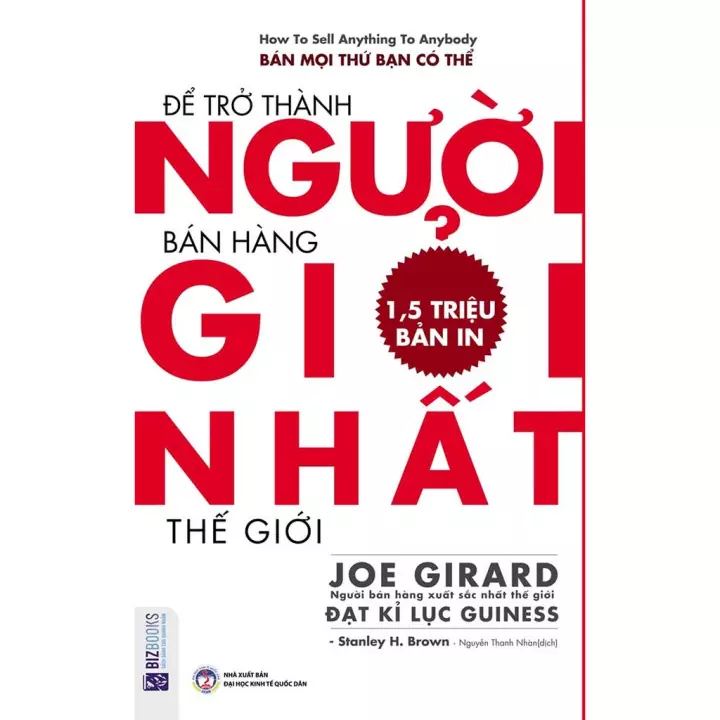 How To Sell Anything To Anybody
BÁN MỌI THỨ BẠN CÓ THỂ
ĐỂ TRỞ THÀNH
NGƯỜI
BÁN HÀNG
GIỎI
1,5 TRIỆU
BẢN IN
NHẤT
THẾ GIỚI
JOE GIRARD
Người bán hàng xuất sắc nhất thế giới
ĐẠT KỈ LỤC GUINESS
- Stanley H. Brown - Nguyễn Thanh Nhàn(dịch)
BIZBOOKS
NHÀ XUẤT BẢN
ĐẠI HỌC KINH TẾ QUỐC DÂN